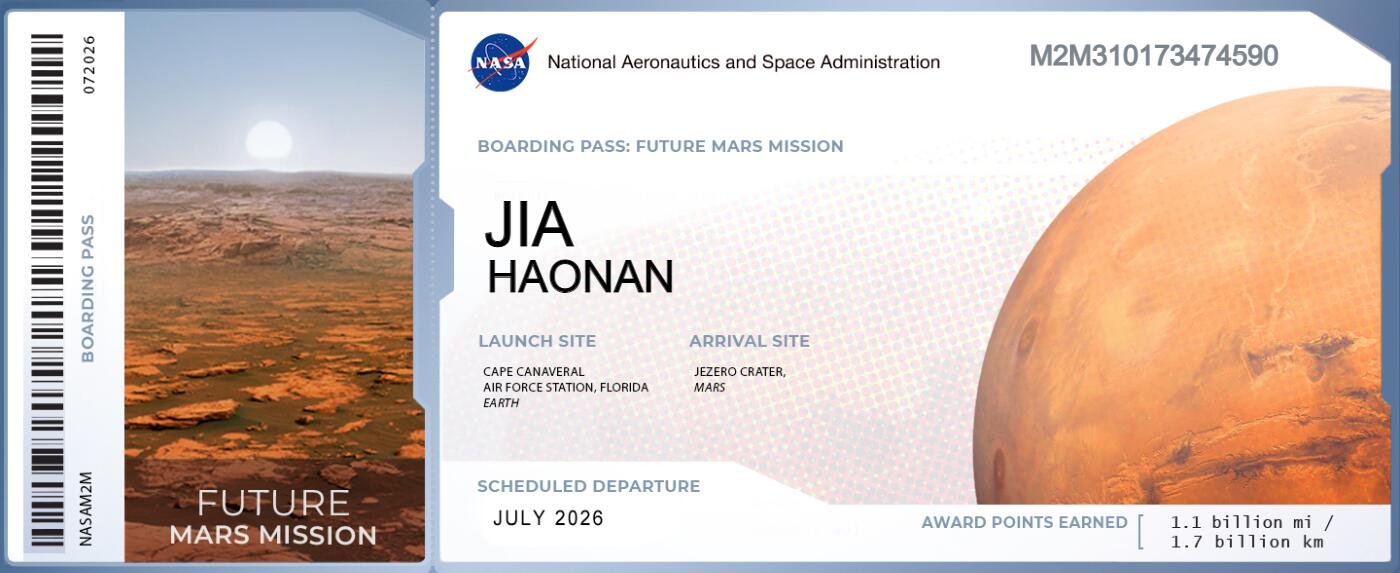 072026
BOARDING PASS
NASAM2M
FUTURE
MARS MISSION
NASA
National Aeronautics and Space Administration
M2M310173474590
BOARDING PASS: FUTURE MARS MISSION
JIA
HAONAN
LAUNCH SITE
CAPE CANAVERAL
AIR FORCE STATION, FLORIDA
EARTH
ARRIVAL SITE
JEZERO CRATER,
MARS
SCHEDULED DEPARTURE
JULY 2026
AWARD POINTS EARNED
1.1 billion mi /
1.7 billion km